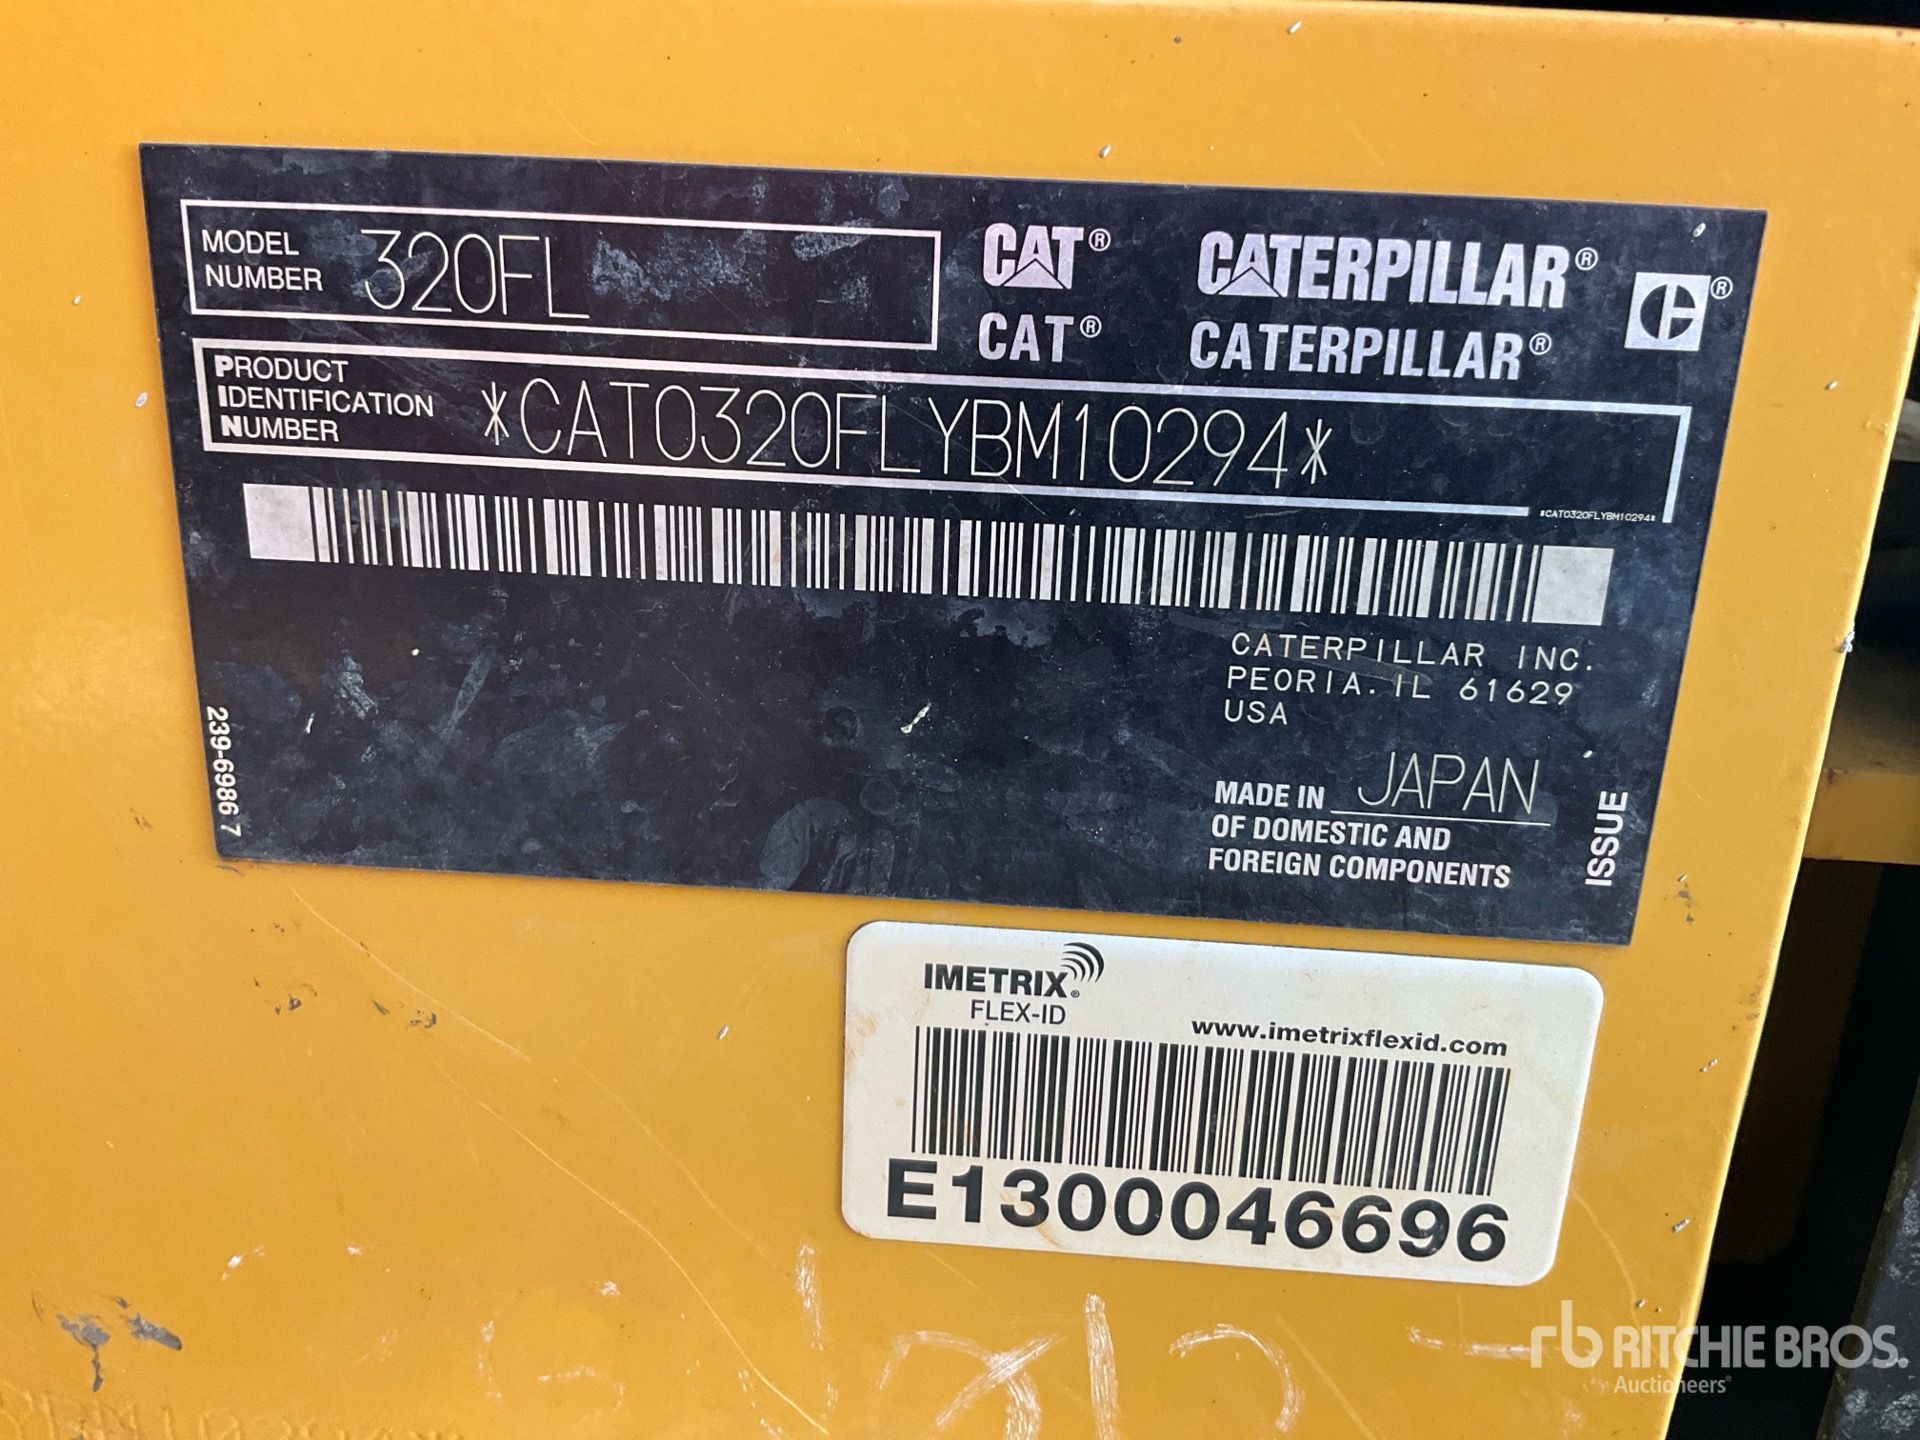 MODEL
NUMBER 320FL
CAT® CATERPILLAR® ®
CAT® CATERPILLAR®
PRODUCT
IDENTIFICATION
NUMBER *CAT0320FLYBM10294*
*CAT0320FLYBM10294*
CATERPILLAR INC.
PEORIA. IL 61629
USA
239-6986 7
MADE IN JAPAN
OF DOMESTIC AND
FOREIGN COMPONENTS
ISSUE
IMETRIX®
FLEX-ID
www.imetrixflexid.com
E1300046696
rb RITCHIE BROS.
Auctioneers®